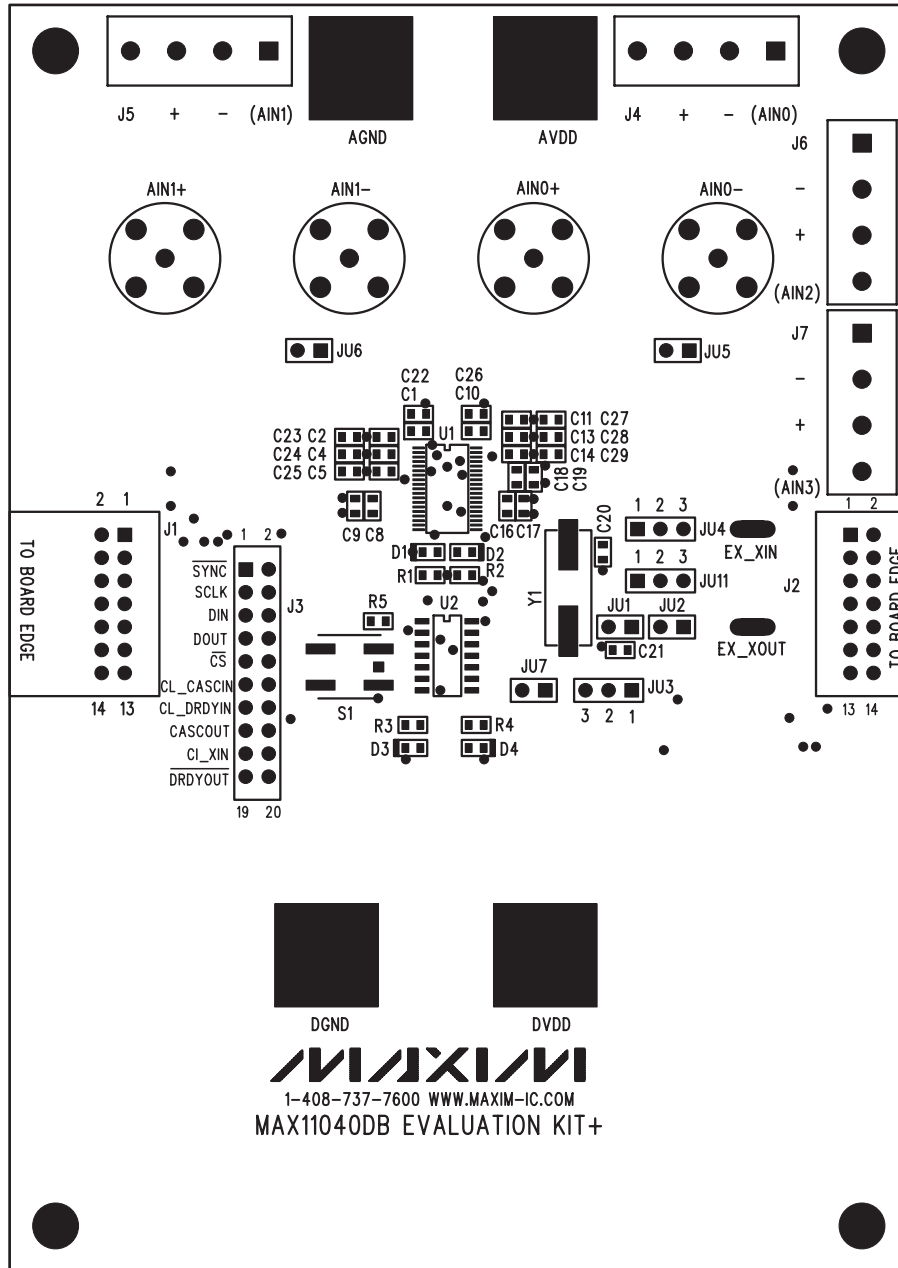 J5 + - (AIN1)
J4 + - (AIN0)
AGND
AVDD
J6
-
+
(AIN2)
AIN1+
AIN1-
AIN0+
AIN0-
J7
-
+
(AIN3)
JU6
JU5
C22
C1
C26
C10
U1
C23 C2
C24 C4
C25 C5
C11 C27
C13 C28
C14 C29
C18
C19
C9 C8
C16 C17
C20
2 1
J1
1 2
J2
1 2 3
JU4
EX_XIN
D1
D2
R1
R2
1 2 3
JU11
Y1
TO BOARD EDGE
TO BOARD EDGE
1 2
J3
SYNC
SCLK
DIN
DOUT
CS
CL_CASCIN
CL_DRDYIN
CASCOUT
CI_XIN
DRDYOUT
19 20
R5
U2
JU1
JU2
EX_XOUT
C21
JU7
JU3
3 2 1
S1
14 13
13 14
R3
R4
D3
D4
DGND
DVDD
MAXIM
1-408-737-7600 WWW.MAXIM-IC.COM
MAX11040DB EVALUATION KIT+